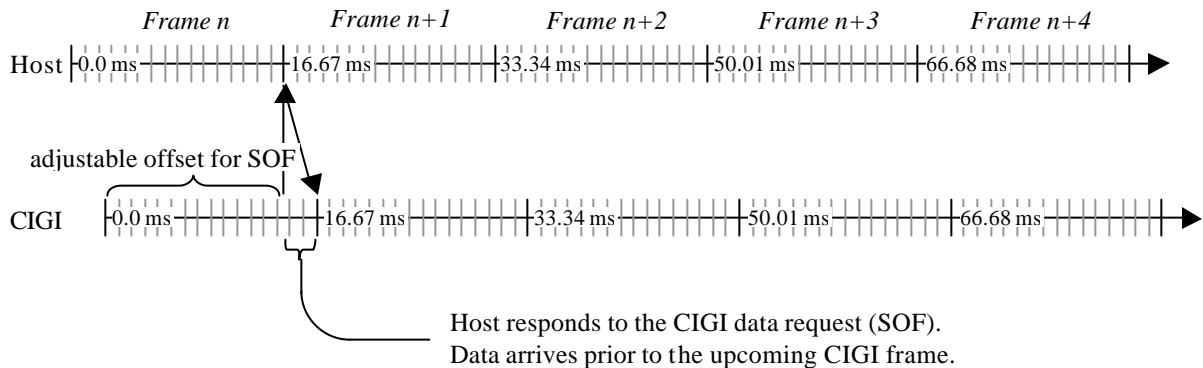 Frame n Frame n+1 Frame n+2 Frame n+3 Frame n+4
Host 0.0 ms 16.67 ms 33.34 ms 50.01 ms 66.68 ms
adjustable offset for SOF
CIGI 0.0 ms 16.67 ms 33.34 ms 50.01 ms 66.68 ms
Host responds to the CIGI data request (SOF).
Data arrives prior to the upcoming CIGI frame.